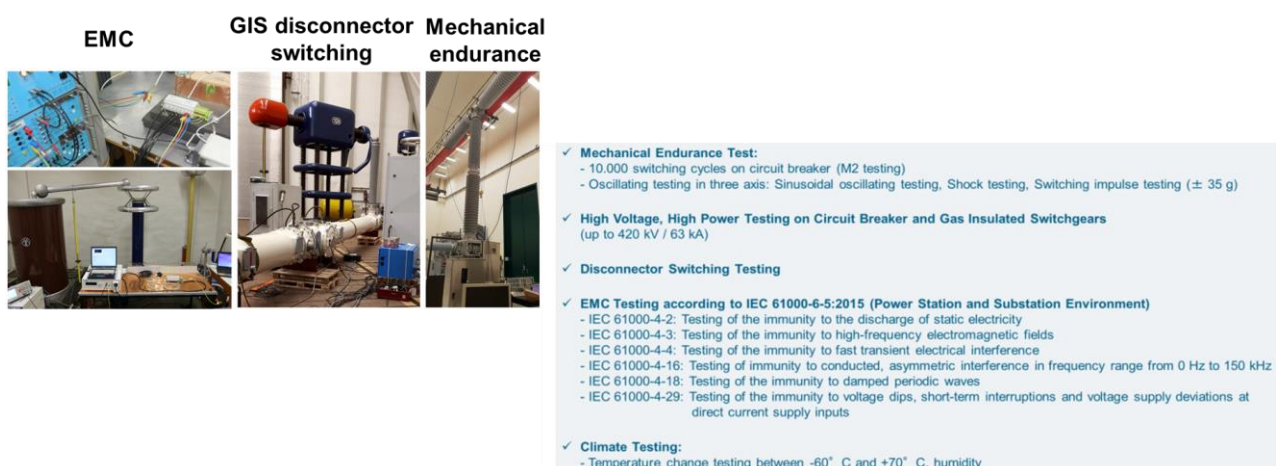 EMC
GIS disconnector
switching
Mechanical
endurance
✓ Mechanical Endurance Test:
- 10.000 switching cycles on circuit breaker (M2 testing)
- Oscillating testing in three axis: Sinusoidal oscillating testing, Shock testing, Switching impulse testing (± 35 g)
✓ High Voltage, High Power Testing on Circuit Breaker and Gas Insulated Switchgears
(up to 420 kV / 63 kA)
✓ Disconnector Switching Testing
✓ EMC Testing according to IEC 61000-6-5:2015 (Power Station and Substation Environment)
- IEC 61000-4-2: Testing of the immunity to the discharge of static electricity
- IEC 61000-4-3: Testing of the immunity to high-frequency electromagnetic fields
- IEC 61000-4-4: Testing of the immunity to fast transient electrical interference
- IEC 61000-4-16: Testing of immunity to conducted, asymmetric interference in frequency range from 0 Hz to 150 kHz
- IEC 61000-4-18: Testing of the immunity to damped periodic waves
- IEC 61000-4-29: Testing of the immunity to voltage dips, short-term interruptions and voltage supply deviations at
direct current supply inputs
✓ Climate Testing:
- Temperature change testing between -60° C and +70° C, humidity